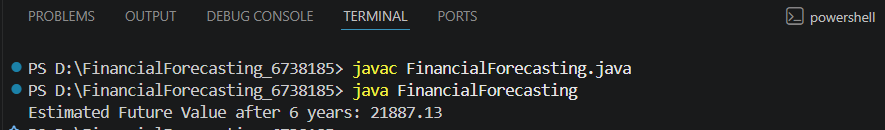 PROBLEMS OUTPUT DEBUG CONSOLE TERMINAL PORTS powershell
PS D:\FinancialForecasting_6738185> javac FinancialForecasting.java
PS D:\FinancialForecasting_6738185> java FinancialForecasting
Estimated Future Value after 6 years: 21887.13